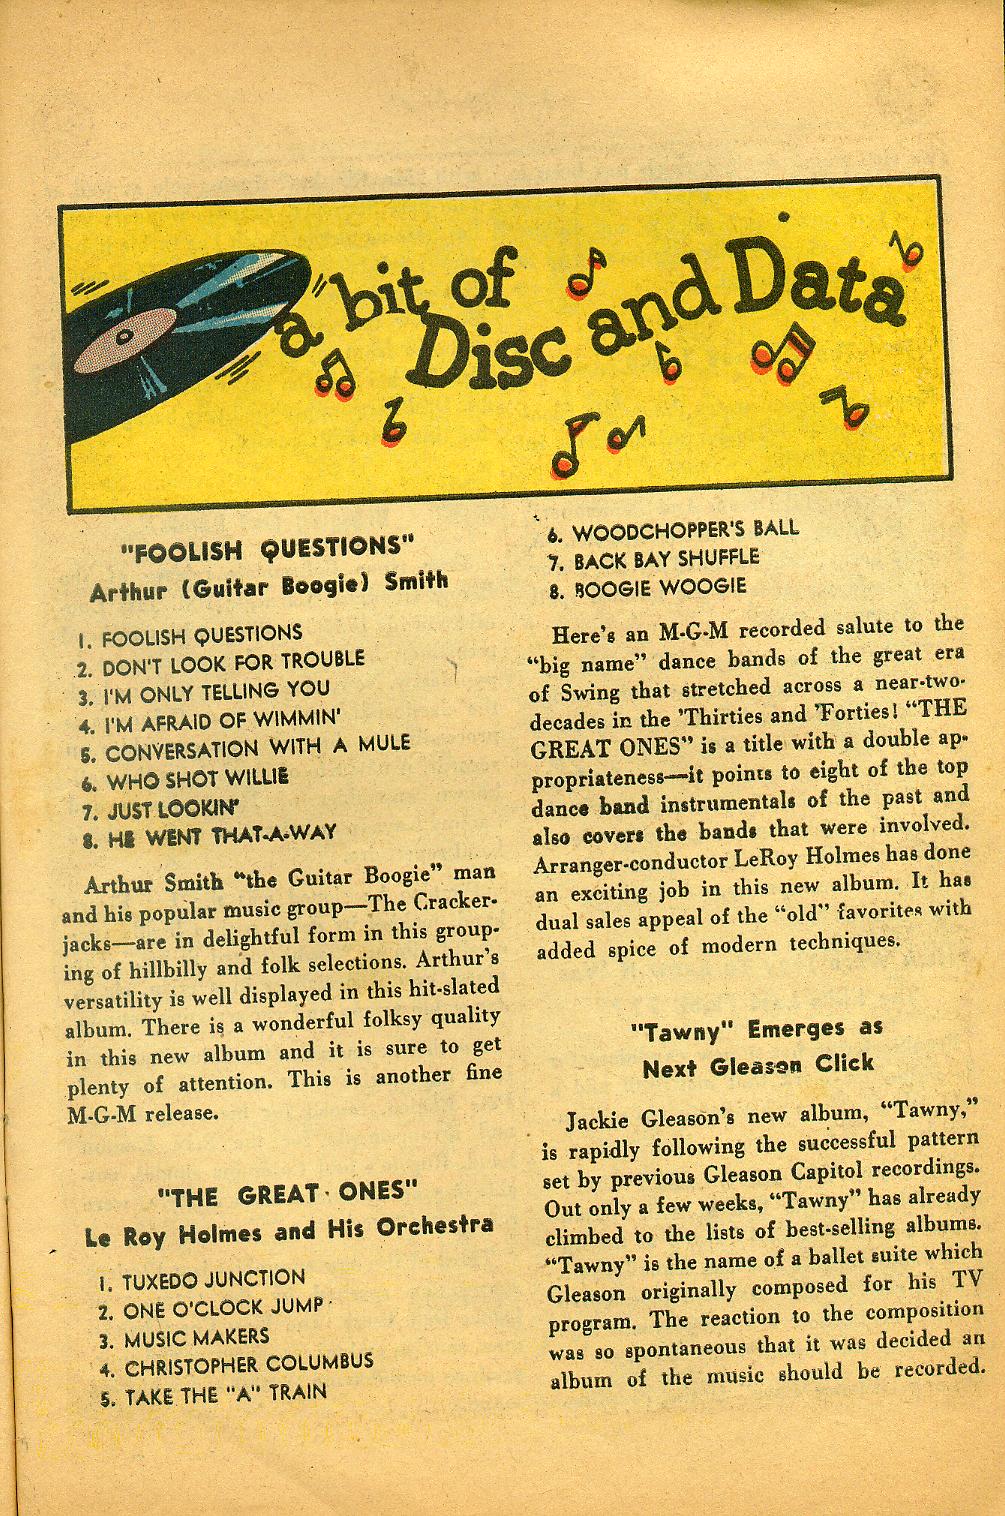 a bit of Disc and Data
"FOOLISH QUESTIONS"
Arthur (Guitar Boogie) Smith
1. FOOLISH QUESTIONS
2. DON'T LOOK FOR TROUBLE
3. I'M ONLY TELLING YOU
4. I'M AFRAID OF WIMMIN'
5. CONVERSATION WITH A MULE
6. WHO SHOT WILLIE
7. JUST LOOKIN'
8. HE WENT THAT-A-WAY
Arthur Smith "the Guitar Boogie" man
and his popular music group—The Cracker-
jacks—are in delightful form in this group-
ing of hillbilly and folk selections. Arthur's
versatility is well displayed in this hit-slated
album. There is a wonderful folksy quality
in this new album and it is sure to get
plenty of attention. This is another fine
M-G-M release.
"THE GREAT ONES"
Le Roy Holmes and His Orchestra
1. TUXEDO JUNCTION
2. ONE O'CLOCK JUMP
3. MUSIC MAKERS
4. CHRISTOPHER COLUMBUS
5. TAKE THE "A" TRAIN
6. WOODCHOPPER'S BALL
7. BACK BAY SHUFFLE
8. BOOGIE WOOGIE
Here's an M-G-M recorded salute to the
"big name" dance bands of the great era
of Swing that stretched across a near-two-
decades in the 'Thirties and 'Forties! "THE
GREAT ONES" is a title with a double ap-
propriateness—it points to eight of the top
dance band instrumentals of the past and
also covers the bands that were involved.
Arranger-conductor LeRoy Holmes has done
an exciting job in this new album. It has
dual sales appeal of the "old" favorites with
added spice of modern techniques.
"Tawny" Emerges as
Next Gleason Click
Jackie Gleason's new album, "Tawny,"
is rapidly following the successful pattern
set by previous Gleason Capitol recordings.
Out only a few weeks, "Tawny" has already
climbed to the lists of best-selling albums.
"Tawny" is the name of a ballet suite which
Gleason originally composed for his TV
program. The reaction to the composition
was so spontaneous that it was decided an
album of the music should be recorded.